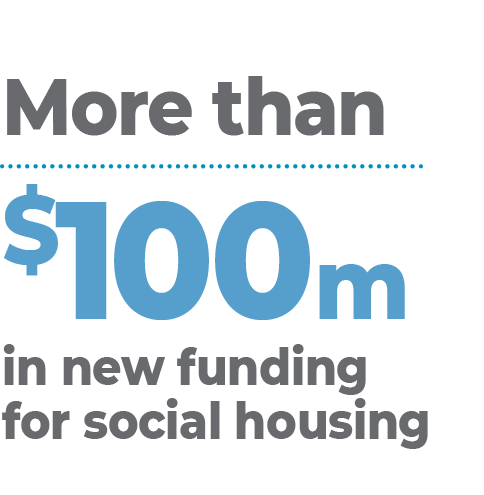 More than
$100m
in new funding
for social housing